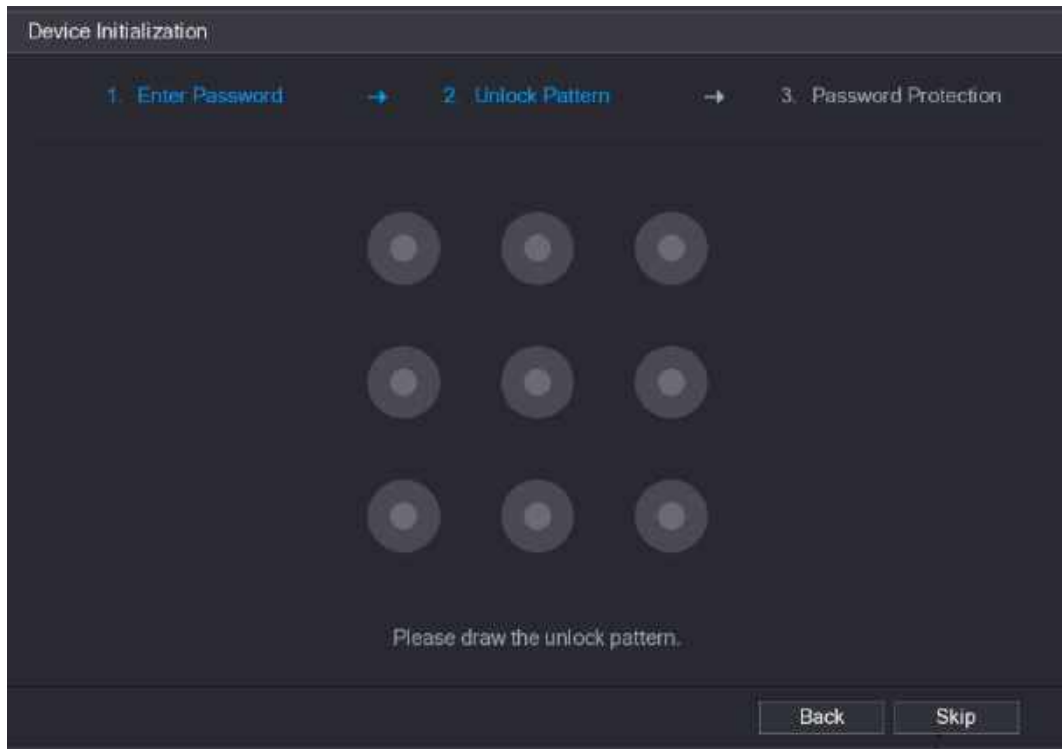 Device Initialization
1. Enter Password → 2 Unlock Pattern → 3. Password Protection
Please draw the unlock pattern.
Back Skip